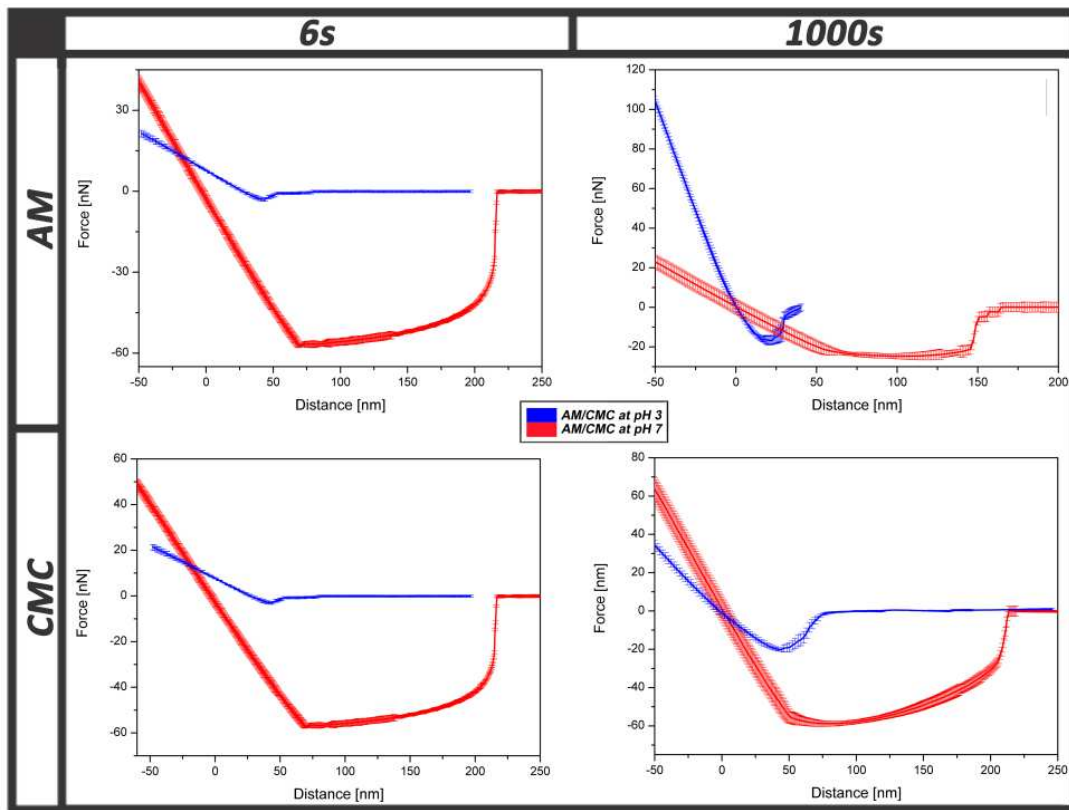 6s
1000s
AM
Force [nN]
30
0
-30
-60
-50 0 50 100 150 200 250
Distance [nm]
Force [nN]
120
100
80
60
40
20
0
-20
-50 0 50 100 150 200
Distance [nm]
AM/CMC at pH 3
AM/CMC at pH 7
CMC
Force [nN]
60
40
20
0
-20
-40
-60
-50 0 50 100 150 200 250
Distance [nm]
Force [nm]
80
60
40
20
0
-20
-40
-60
-80
-50 0 50 100 150 200 250
Distance [nm]